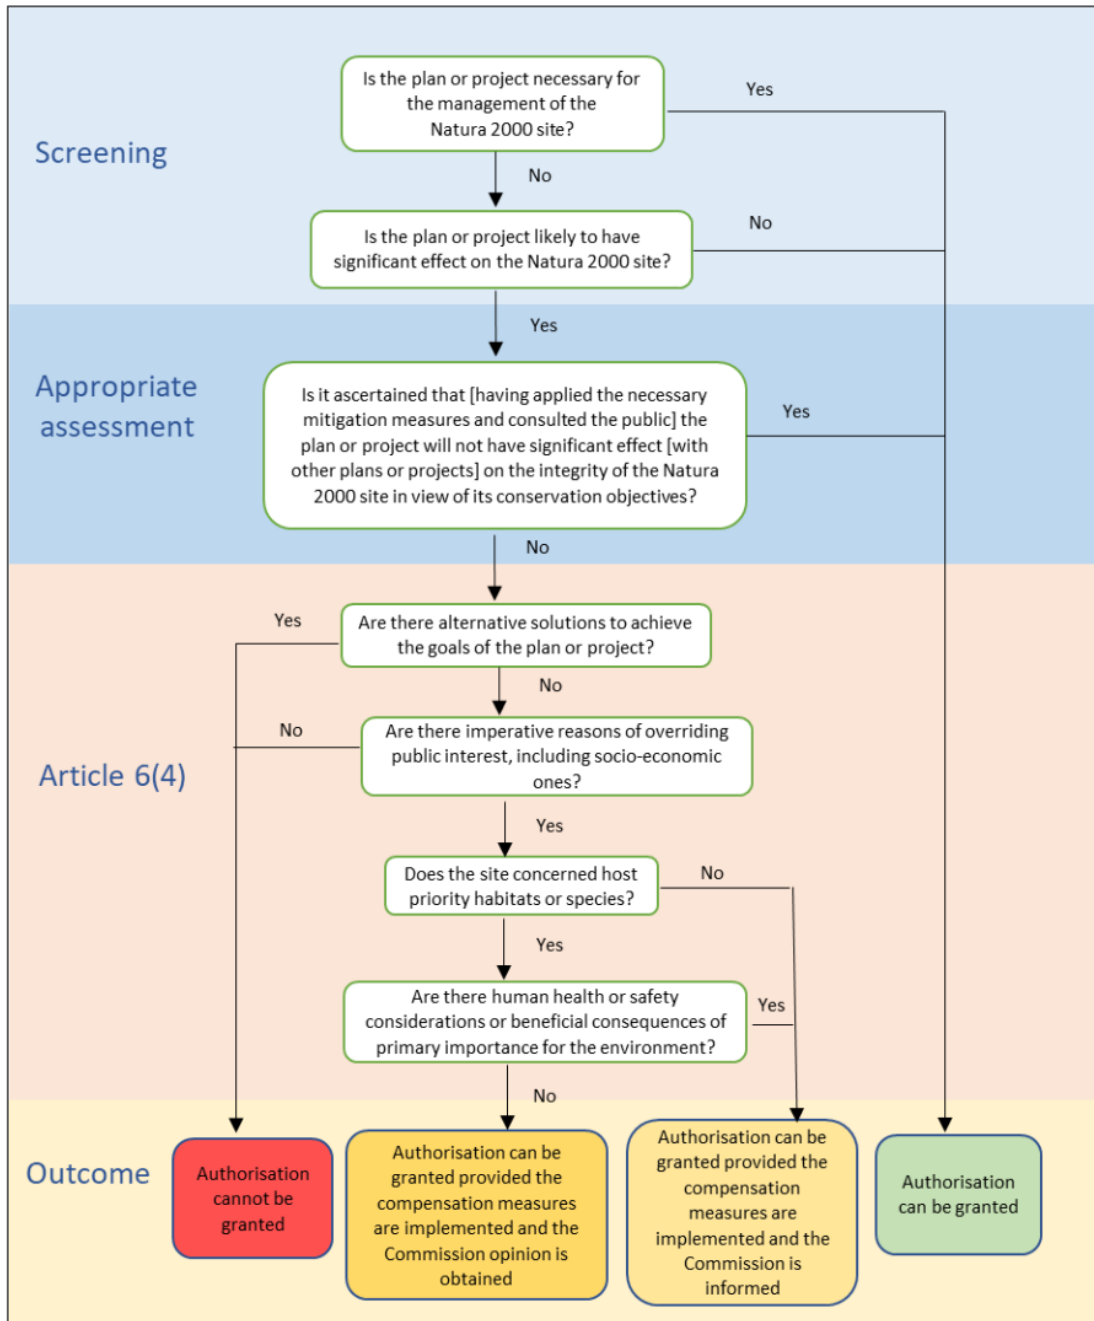 Screening
Is the plan or project necessary for
the management of the
Natura 2000 site?
Yes
No
Is the plan or project likely to have
significant effect on the Natura 2000 site?
No
Yes
Appropriate
assessment
Is it ascertained that [having applied the necessary
mitigation measures and consulted the public] the
plan or project will not have significant effect [with
other plans or projects] on the integrity of the Natura
2000 site in view of its conservation objectives?
Yes
No
Article 6(4)
Are there alternative solutions to achieve
the goals of the plan or project?
Yes
No
Are there imperative reasons of overriding
public interest, including socio-economic
ones?
No
Yes
Does the site concerned host
priority habitats or species?
No
Yes
Are there human health or safety
considerations or beneficial consequences of
primary importance for the environment?
Yes
No
Outcome
Authorisation
cannot be
granted
Authorisation can be
granted provided the
compensation measures
are implemented and the
Commission opinion is
obtained
Authorisation can be
granted provided the
compensation
measures are
implemented and the
Commission is
informed
Authorisation
can be granted